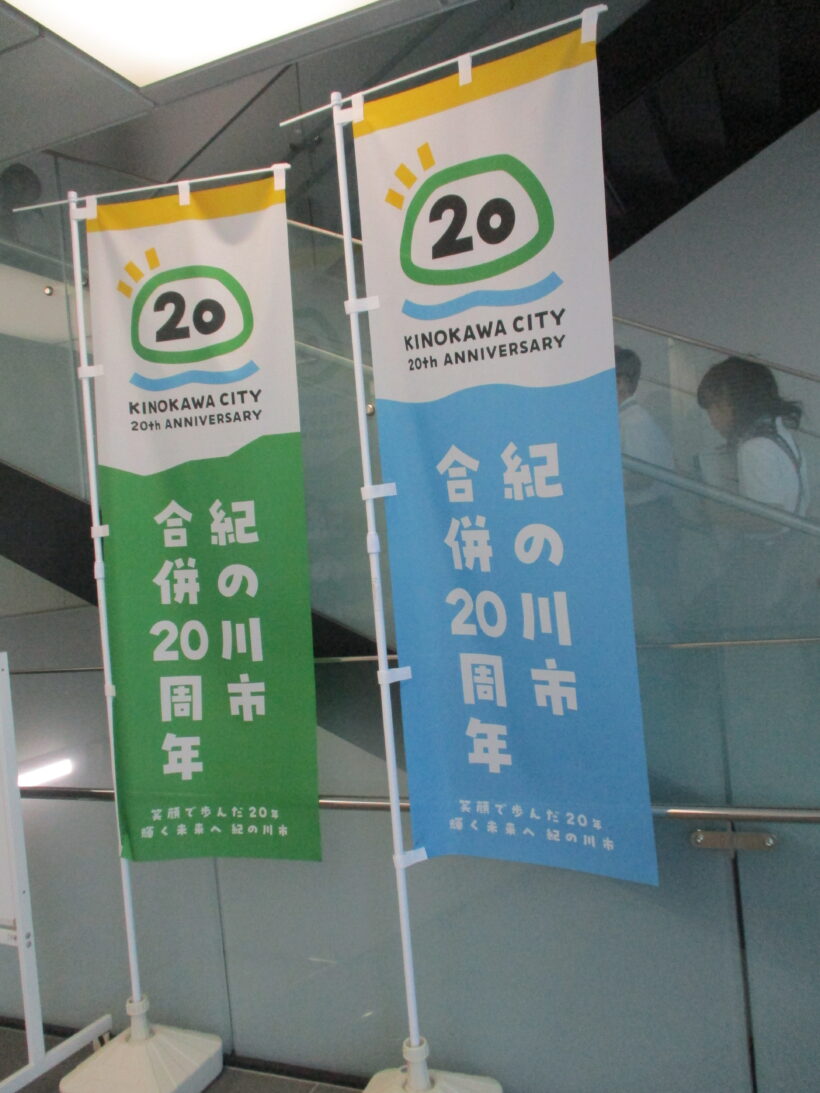 20
KINOKAWA CITY
20th ANNIVERSARY
紀の川市
合併20周年
笑顔で歩んだ20年
輝く未来へ 紀の川市
20
KINOKAWA CITY
20th ANNIVERSARY
紀の川市
合併20周年
笑顔で歩んだ20年
輝く未来へ 紀の川市